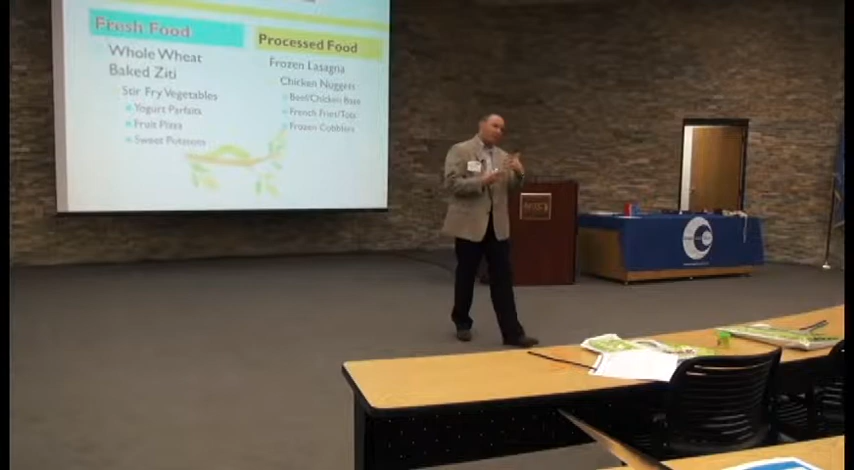 Fresh Food
Whole Wheat
Baked Ziti
Stir Fry Vegetables
Yogurt Parfaits
Fruit Pizza
Sweet Potatoes
Processed Food
Frozen Lasagna
Chicken Nuggets
Beef/Chicken Base
French Fries/Tots
Frozen Cobblers